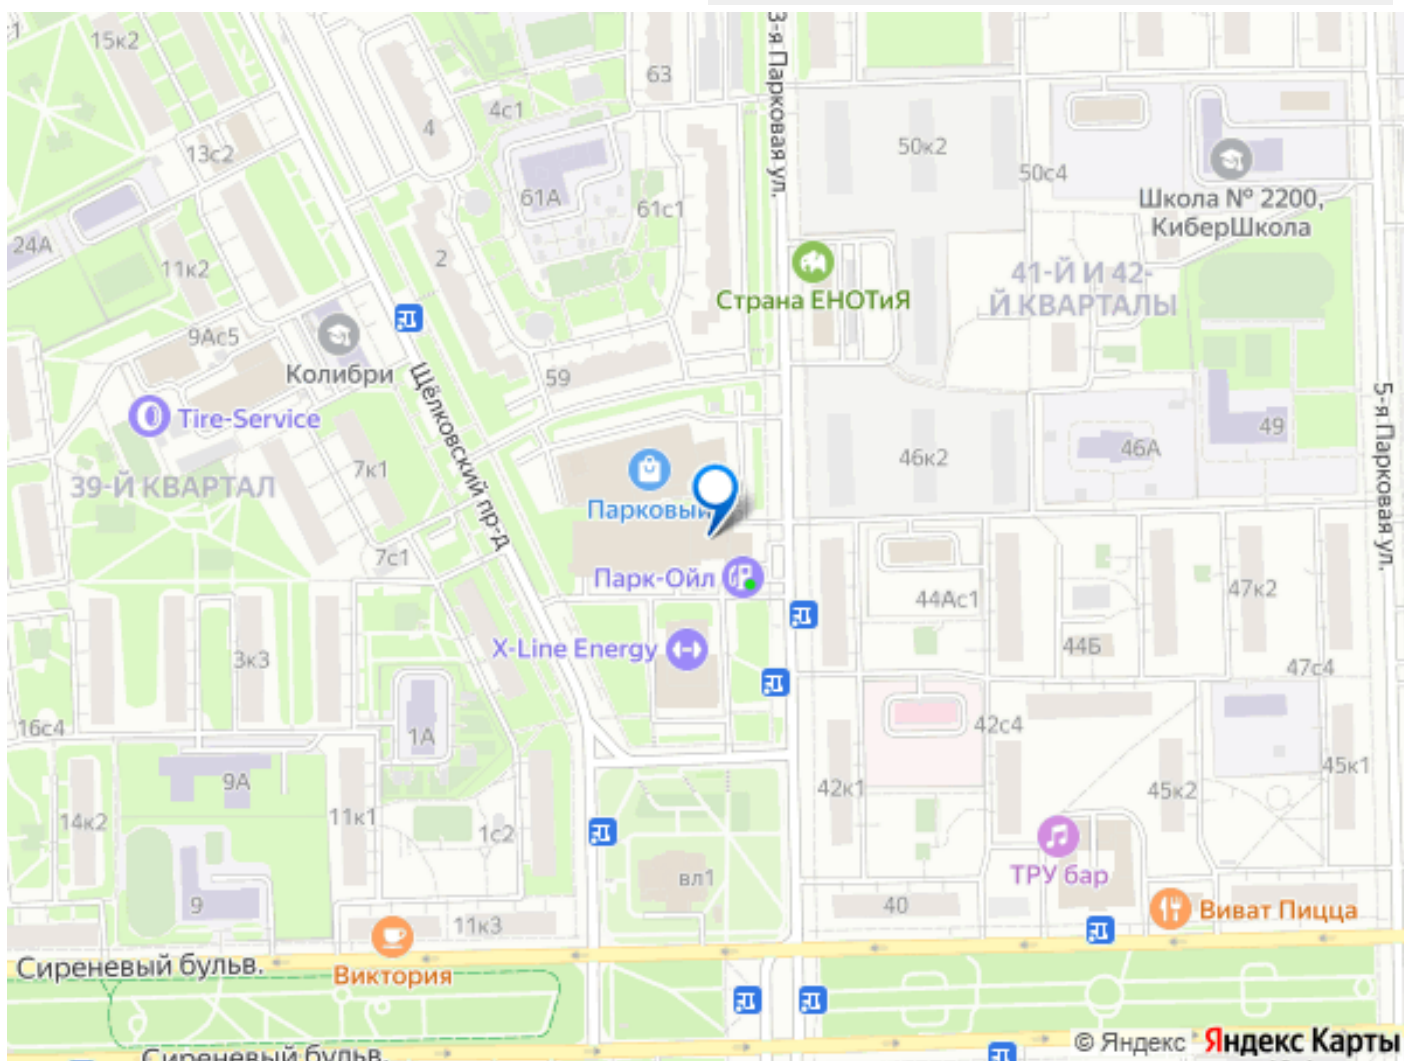 15к2
63
3-я Парковая ул.
4с1
4
50к2
13с2
50с4
61А
61с1
Школа № 2200,
КиберШкола
24А
2
11к2
41-Й И 42-
Й КВАРТАЛЫ
Страна ЕНОТиЯ
9Ас5
Колибри
59
Щёлковский пр-д
5-я Парковая ул.
Tire-Service
49
46А
46к2
7к1
39-Й КВАРТАЛ
Парковый
7с1
Парк-Ойл
44Ас1
47к2
X-Line Energy
44Б
3к3
47с4
16с4
42с4
1А
45к1
9А
42к1
45к2
14к2
11к1
1с2
ТРУ бар
вл1
9
40
Виват Пицца
11к3
Сиреневый бульв.
Виктория
© Яндекс Яндекс Карты
Сиреневый бульв.